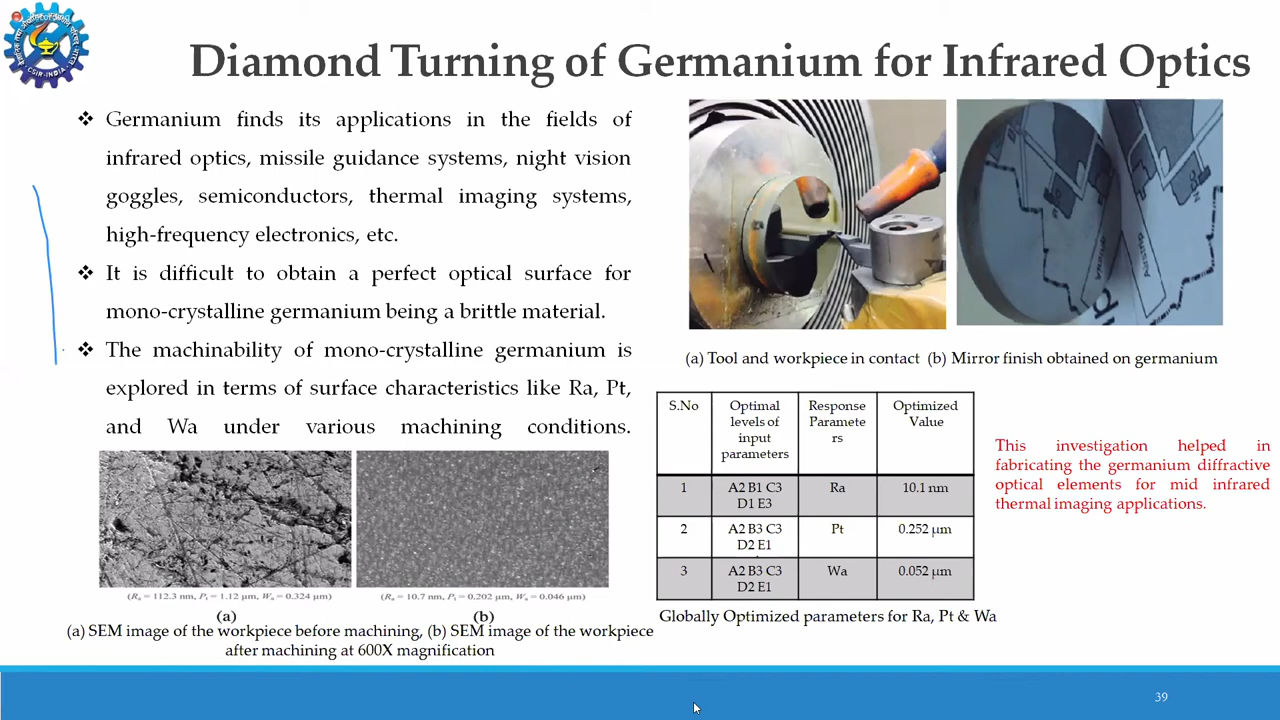 Diamond Turning of Germanium for Infrared Optics
❖ Germanium finds its applications in the fields of
infrared optics, missile guidance systems, night vision
goggles, semiconductors, thermal imaging systems,
high-frequency electronics, etc.
❖ It is difficult to obtain a perfect optical surface for
mono-crystalline germanium being a brittle material.
❖ The machinability of mono-crystalline germanium is
explored in terms of surface characteristics like Ra, Pt,
and Wa under various machining conditions.
(Ra = 112.3 nm, Pt = 1.12 µm, Wa = 0.324 µm)
(Ra = 10.7 nm, Pt = 0.202 µm, Wa = 0.046 µm)
(a)
(b)
(a) SEM image of the workpiece before machining, (b) SEM image of the workpiece
after machining at 600X magnification
(a) Tool and workpiece in contact (b) Mirror finish obtained on germanium
S.No
Optimal
levels of
input
parameters
Response
Paramete
rs
Optimized
Value
1
A2 B1 C3
D1 E3
Ra
10.1 nm
2
A2 B3 C3
D2 E1
Pt
0.252 µm
3
A2 B3 C3
D2 E1
Wa
0.052 µm
Globally Optimized parameters for Ra, Pt & Wa
This investigation helped in
fabricating the germanium diffractive
optical elements for mid infrared
thermal imaging applications.
CSIR-INDIA
39